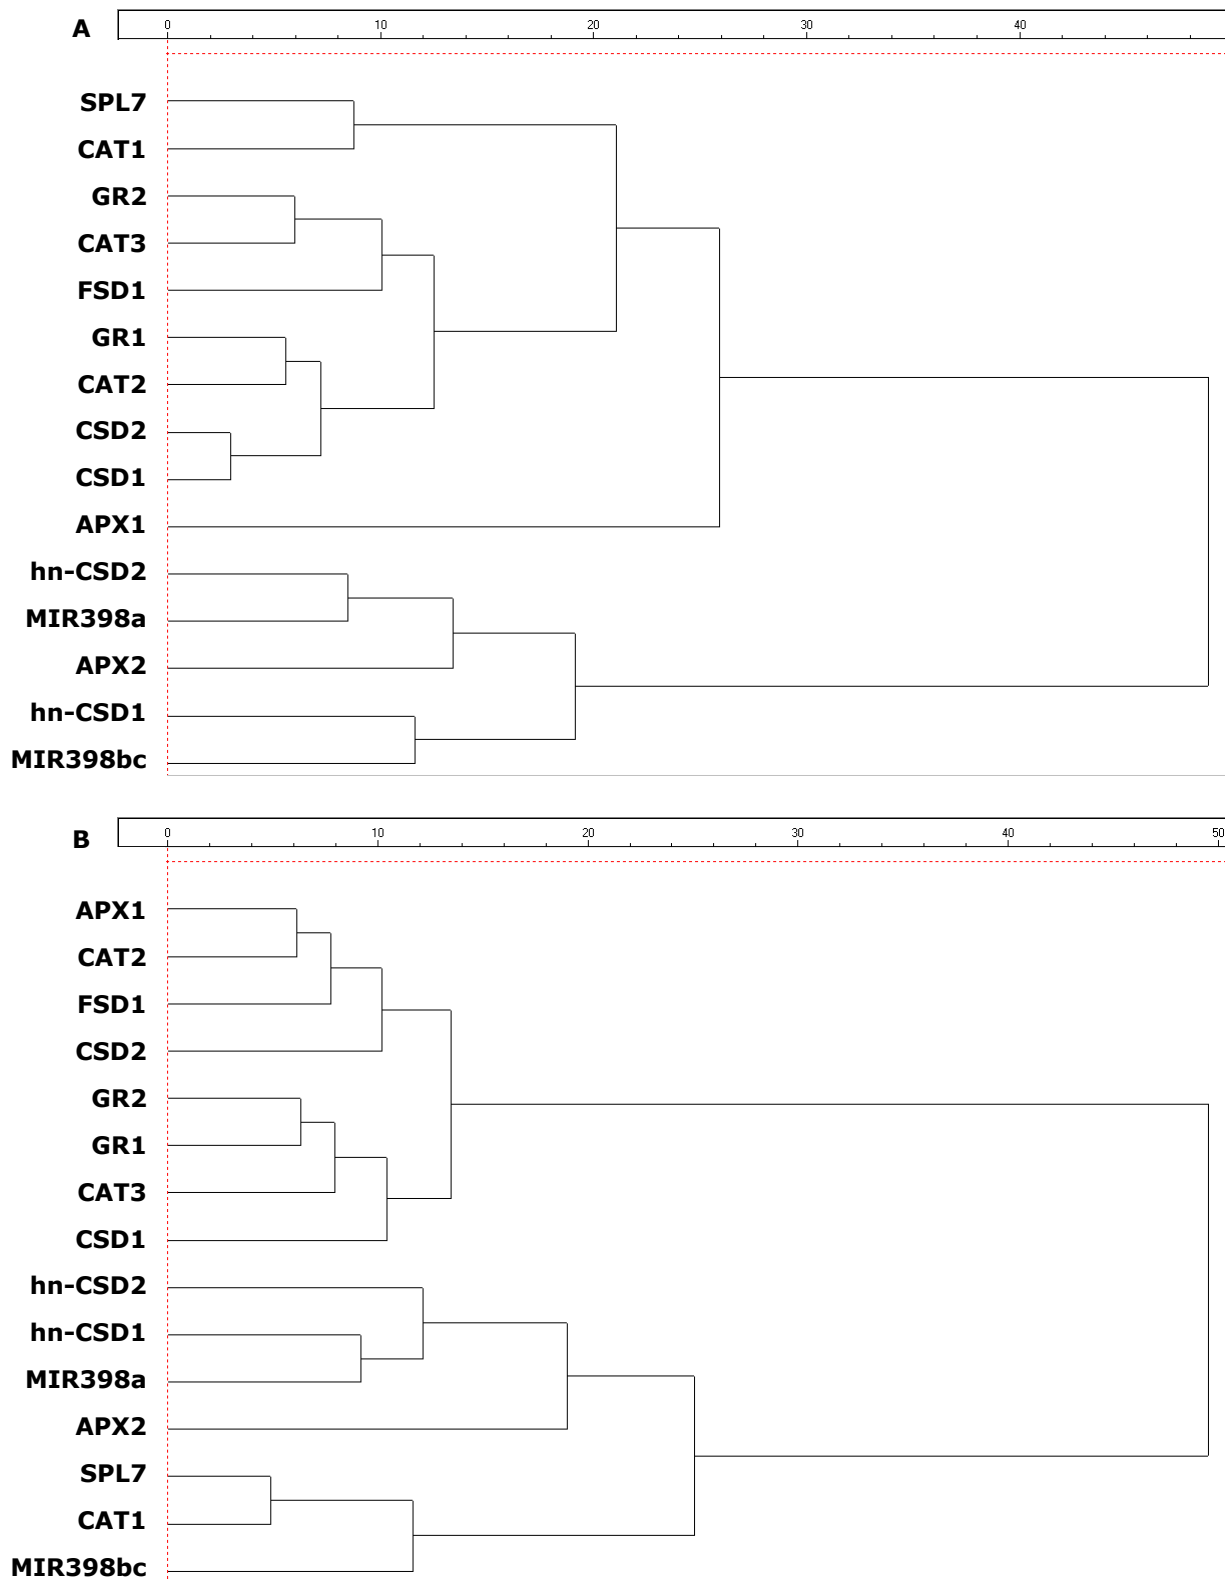 A
0 10 20 30 40
SPL7
CAT1
GR2
CAT3
FSD1
GR1
CAT2
CSD2
CSD1
APX1
hn-CSD2
MIR398a
APX2
hn-CSD1
MIR398bc
B
0 10 20 30 40 50
APX1
CAT2
FSD1
CSD2
GR2
GR1
CAT3
CSD1
hn-CSD2
hn-CSD1
MIR398a
APX2
SPL7
CAT1
MIR398bc